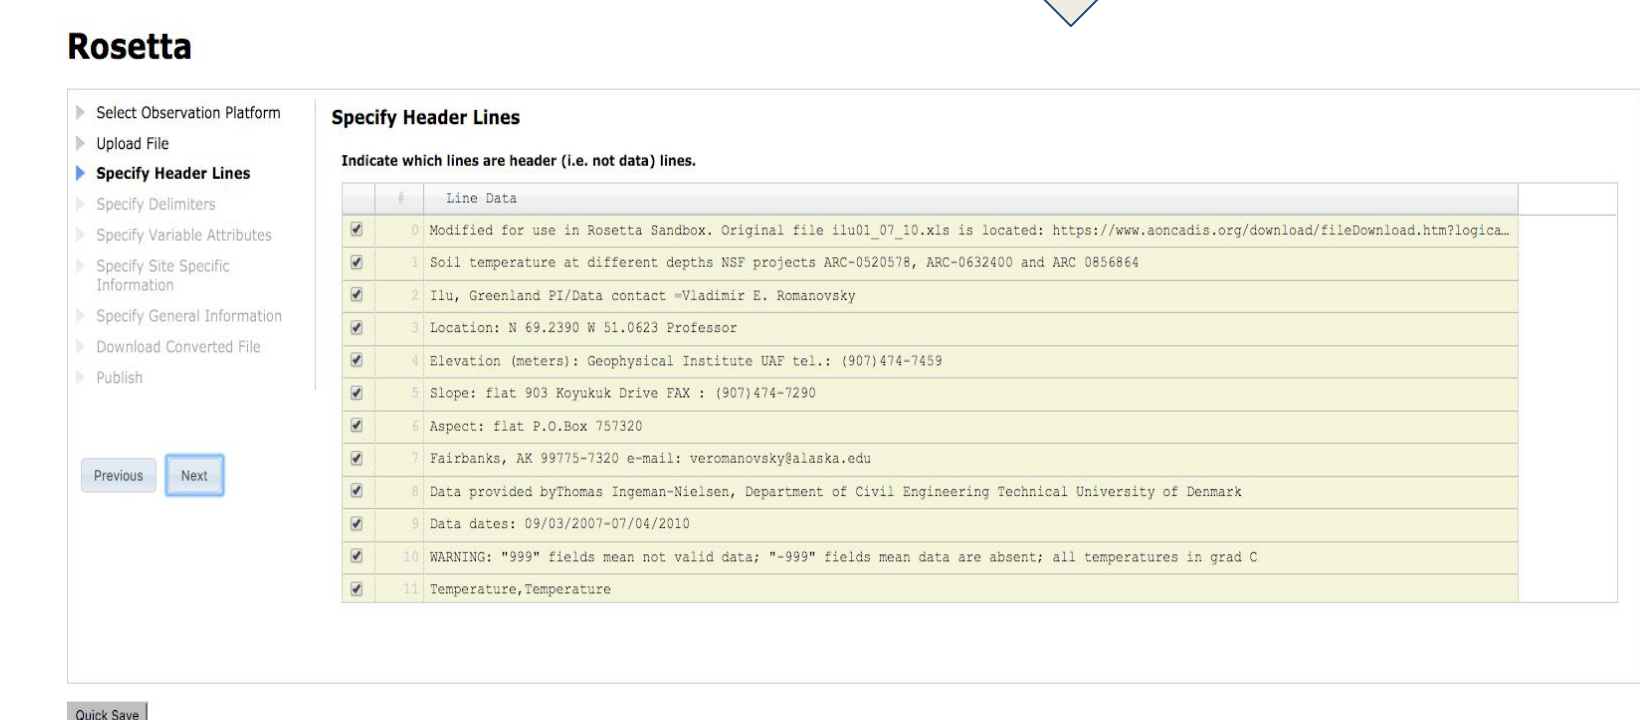 Rosetta
Select Observation Platform
Upload File
Specify Header Lines
Specify Delimiters
Specify Variable Attributes
Specify Site Specific
Information
Specify General Information
Download Converted File
Publish
Previous
Next
Specify Header Lines
Indicate which lines are header (i.e. not data) lines.
# Line Data
0 Modified for use in Rosetta Sandbox. Original file ilu01_07_10.xls is located: https://www.aoncadis.org/download/fileDownload.htm?logica…
1 Soil temperature at different depths NSF projects ARC-0520578, ARC-0632400 and ARC 0856864
2 Ilu, Greenland PI/Data contact =Vladimir E. Romanovsky
3 Location: N 69.2390 W 51.0623 Professor
4 Elevation (meters): Geophysical Institute UAF tel.: (907)474-7459
5 Slope: flat 903 Koyukuk Drive FAX : (907)474-7290
6 Aspect: flat P.O.Box 757320
7 Fairbanks, AK 99775-7320 e-mail: veromanovsky@alaska.edu
8 Data provided byThomas Ingeman-Nielsen, Department of Civil Engineering Technical University of Denmark
9 Data dates: 09/03/2007-07/04/2010
10 WARNING: "999" fields mean not valid data; "-999" fields mean data are absent; all temperatures in grad C
11 Temperature,Temperature
Quick Save